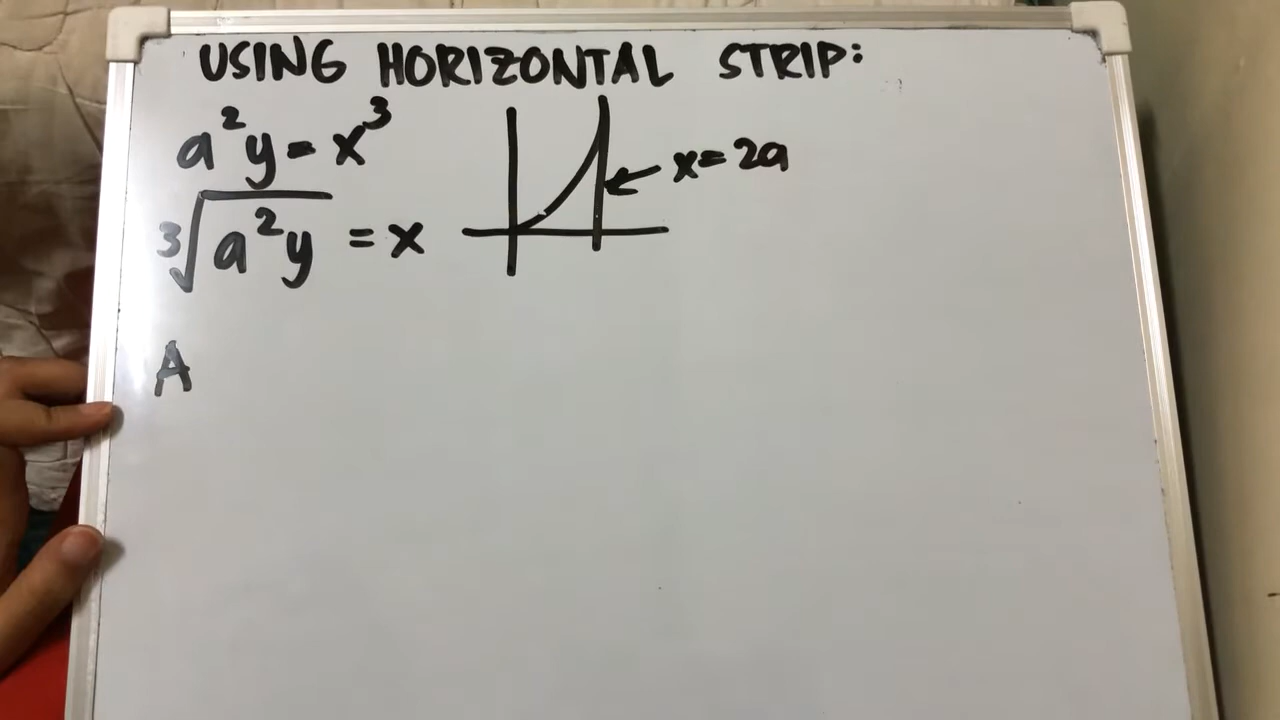 USING HORIZONTAL STRIP:
a²y = x³
x = 2a
∛(a²y) = x
A